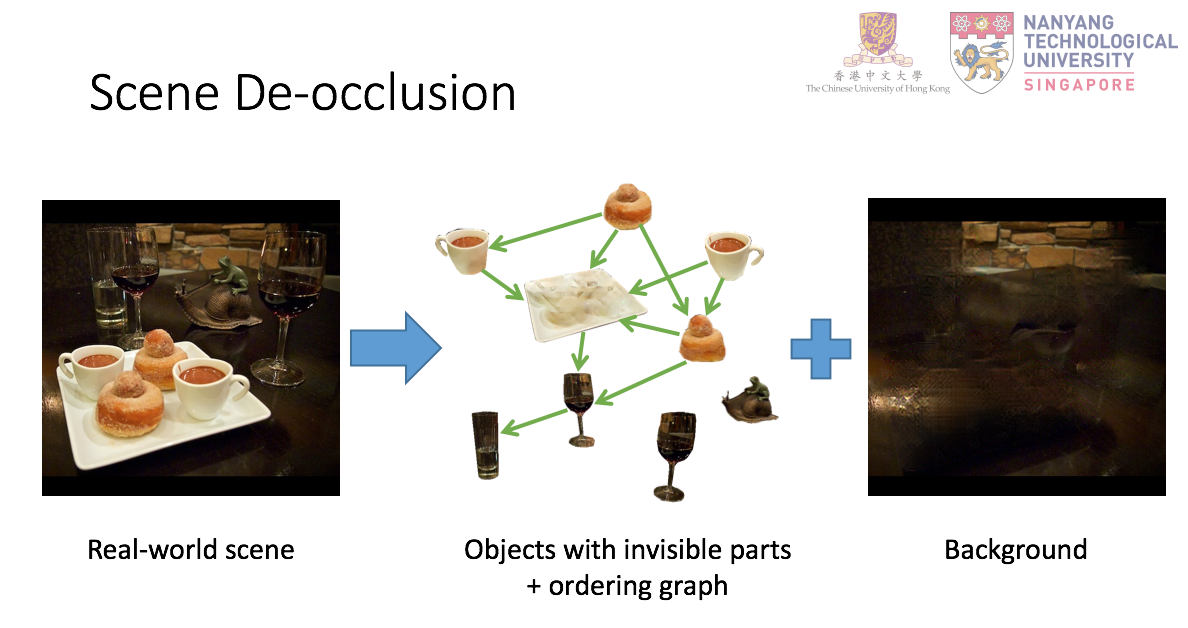 香港中文大學
The Chinese University of Hong Kong
NANYANG
TECHNOLOGICAL
UNIVERSITY
SINGAPORE
Scene De-occlusion
Real-world scene
Objects with invisible parts
+ ordering graph
Background